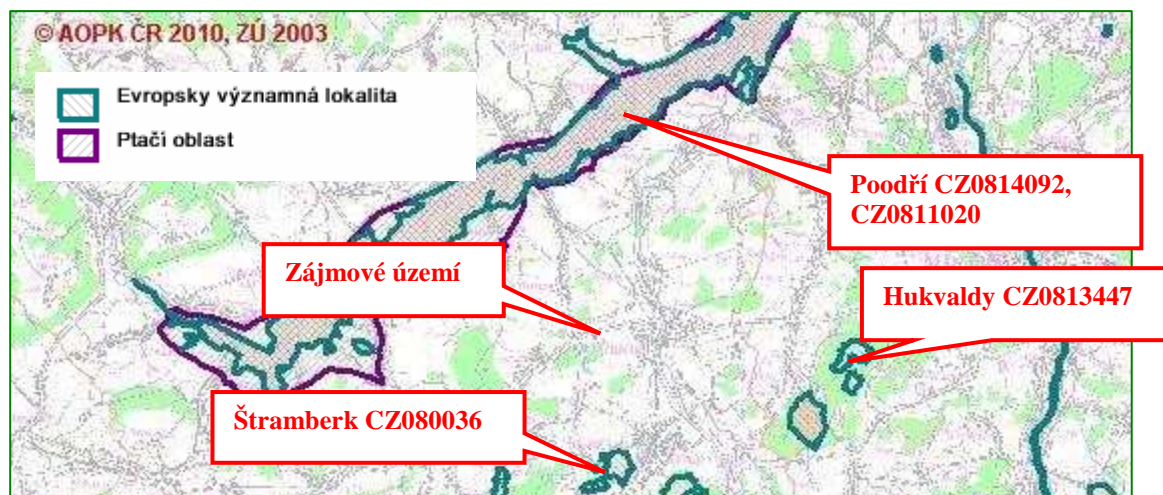 © AOPK ČR 2010, ZÚ 2003
Evropsky významná lokalita
Ptačí oblast
Poodří CZ0814092,
CZ0811020
Zájmové území
Hukvaldy CZ0813447
Štramberk CZ080036